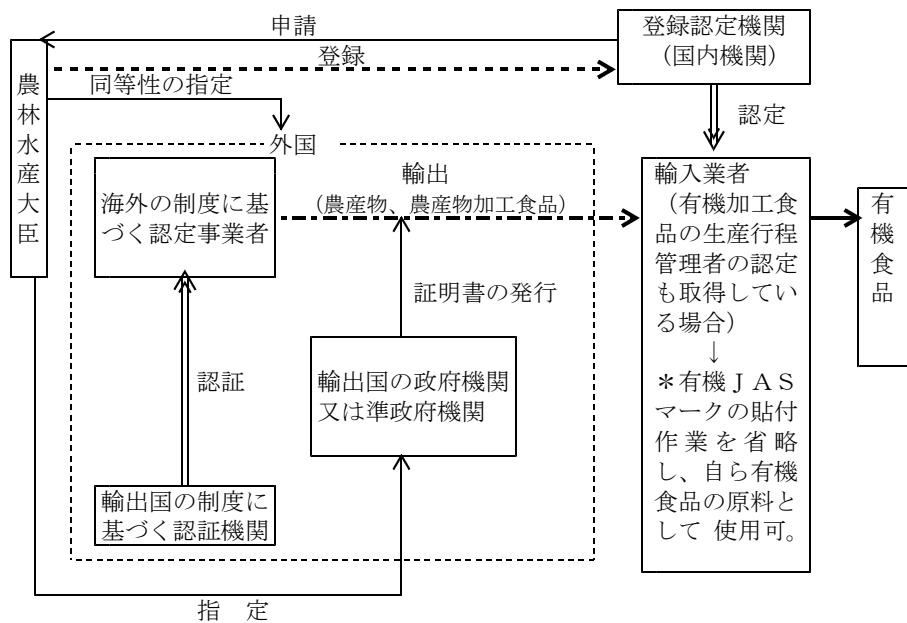 申請
登録認定機関
（国内機関）
登録
農林水産大臣
同等性の指定
認定
外国
海外の制度に基
づく認定事業者
輸出
（農産物、農産物加工食品）
輸入業者
（有機加工食
品の生産行程
管理者の認定
も取得してい
る場合）
↓
＊有機ＪＡＳ
マークの貼付
作業を省略
し、自ら有機
食品の原料と
して 使用可。
有機食品
証明書の発行
認証
輸出国の政府機関
又は準政府機関
輸出国の制度に
基づく認証機関
指　定